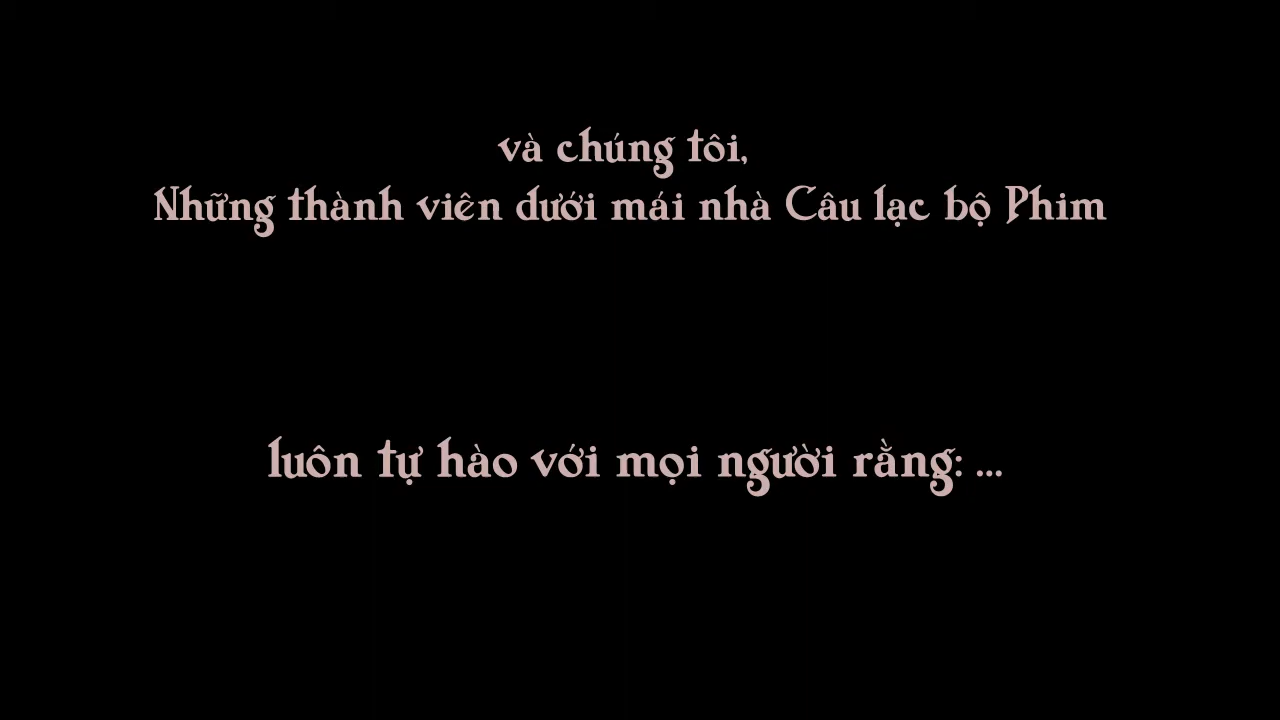 và chúng tôi,
Những thành viên dưới mái nhà Câu lạc bộ Phim
luôn tự hào với mọi người rằng: ...